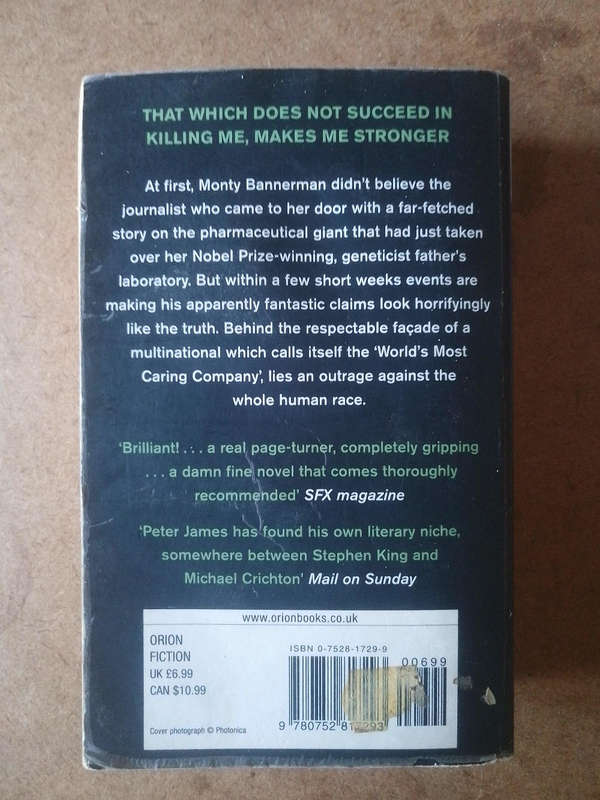 THAT WHICH DOES NOT SUCCEED IN
KILLING ME, MAKES ME STRONGER
At first, Monty Bannerman didn't believe the
journalist who came to her door with a far-fetched
story on the pharmaceutical giant that had just taken
over her Nobel Prize-winning, geneticist father's
laboratory. But within a few short weeks events are
making his apparently fantastic claims look horrifyingly
like the truth. Behind the respectable façade of a
multinational which calls itself the 'World's Most
Caring Company', lies an outrage against the
whole human race.
'Brilliant! . . . a real page-turner, completely gripping
. . . a damn fine novel that comes thoroughly
recommended' SFX magazine
'Peter James has found his own literary niche,
somewhere between Stephen King and
Michael Crichton' Mail on Sunday
www.orionbooks.co.uk
ORION
FICTION
UK £6.99
CAN $10.99
Cover photograph © Photonica
ISBN 0-7528-1729-9
00699
9 780752 817293